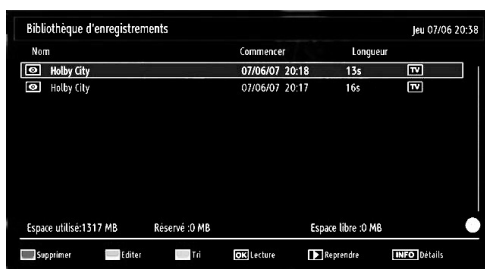 Bibliothèque d'enregistrements Jeu 07/06 20:38
Nom Commencer Longueur
Holby City 07/06/07 20:18 13s TV
Holby City 07/06/07 20:17 16s TV
Espace utilisé:1317 MB Réservé :0 MB Espace libre :0 MB
Supprimer Editer Tri OK Lecture Reprendre INFO Détails